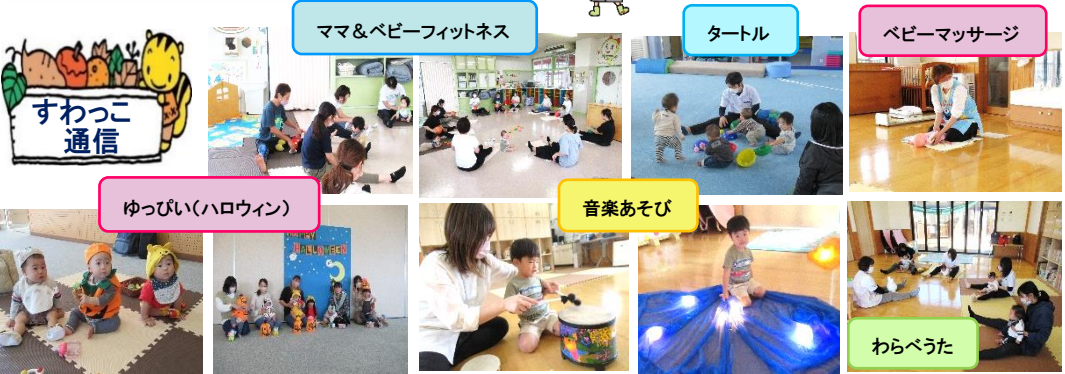 ママ＆ベビーフィットネス
タートル
ベビーマッサージ
すわっこ
通信
ゆっぴい（ハロウィン）
音楽あそび
HALLOWEEN
わらべうた